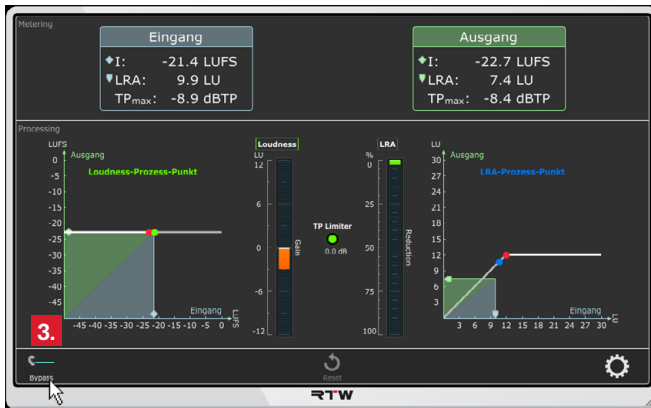 Metering
Eingang
I: -21.4 LUFS
LRA: 9.9 LU
TPmax: -8.9 dBTP
Ausgang
I: -22.7 LUFS
LRA: 7.4 LU
TPmax: -8.4 dBTP
Processing
LUFS
Ausgang
Loudness-Prozess-Punkt
0
-5
-10
-15
-20
-25
-30
-35
-40
-45
Eingang
-45 -40 -35 -30 -25 -20 -15 -10 -5 0
LUFS
Loudness
LU
12
6
0
-6
-12
Gain
TP Limiter
0.0 dB
LRA
%
0
25
50
75
100
Reduction
LU
Ausgang
LRA-Prozess-Punkt
30
27
24
21
18
15
12
9
6
3
Eingang
3 6 9 12 15 18 21 24 27 30
LU
3.
Bypass
Reset
RTW